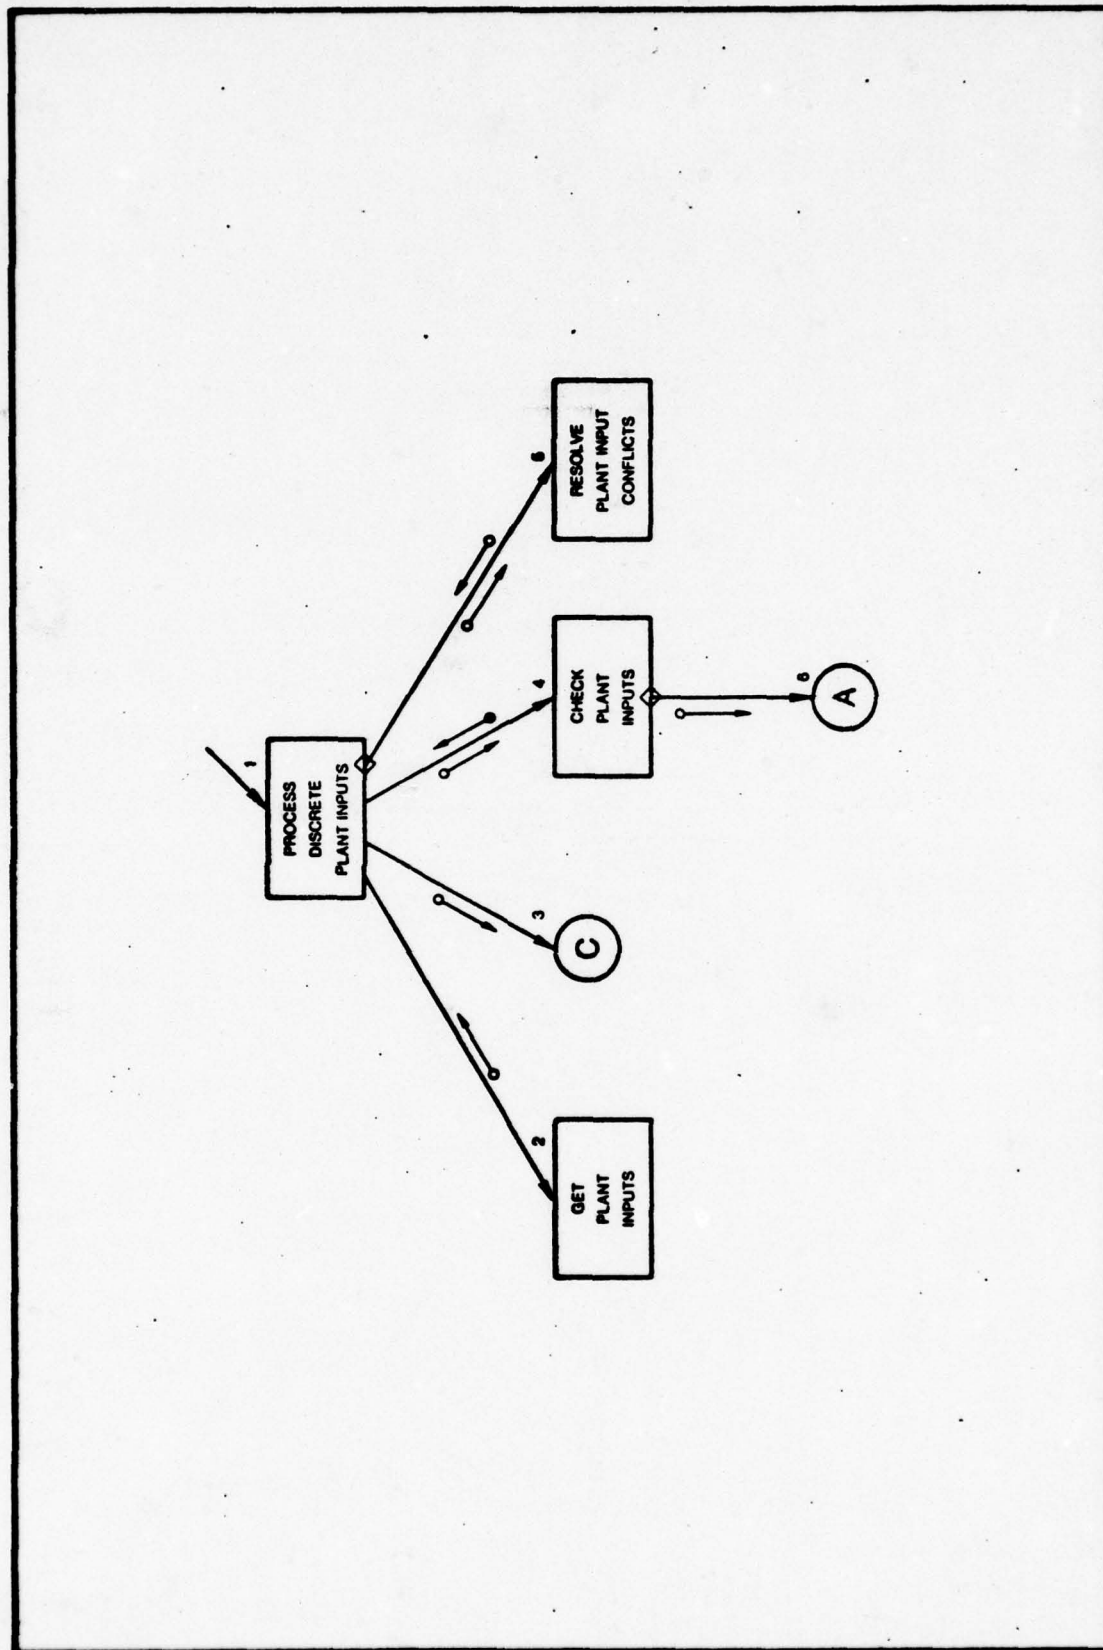 1
PROCESS
DISCRETE
PLANT INPUTS
2
GET
PLANT
INPUTS
3
C
4
CHECK
PLANT
INPUTS
5
RESOLVE
PLANT INPUT
CONFLICTS
6
A